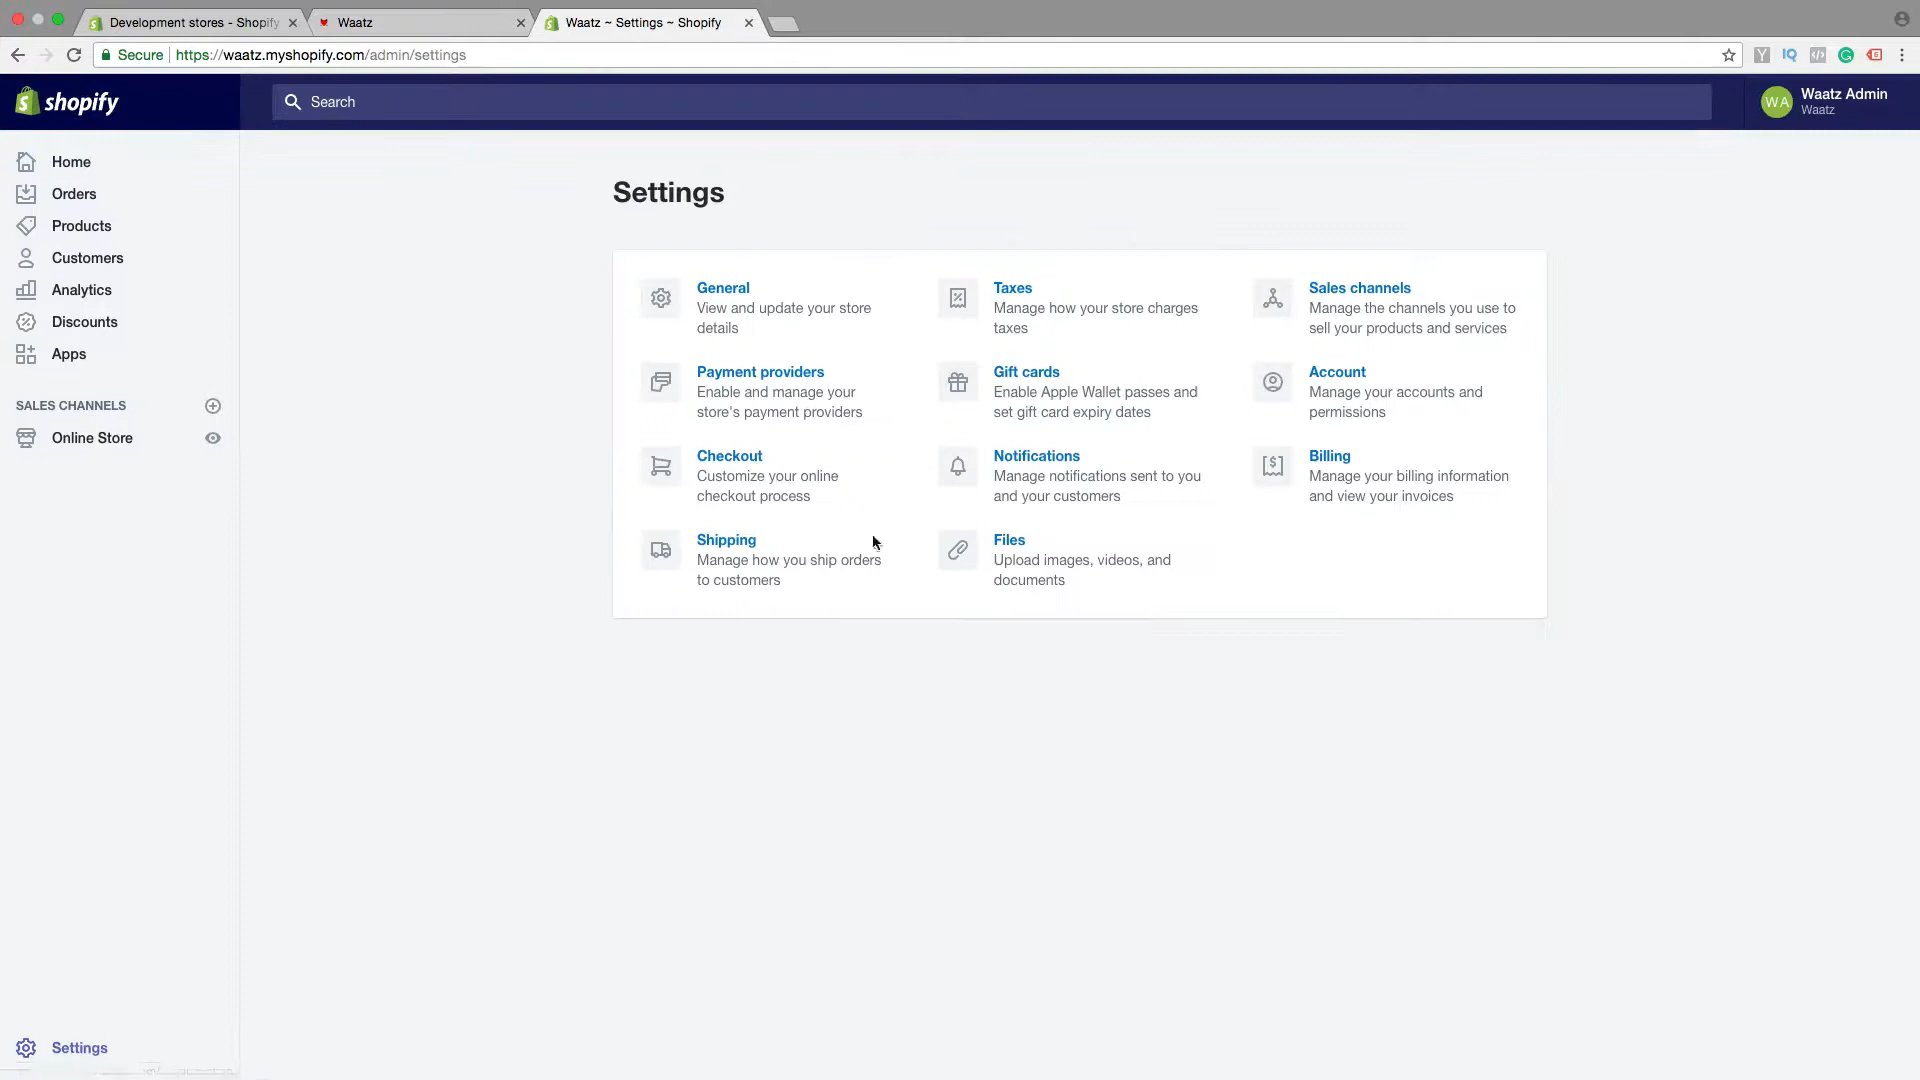 Development stores - Shopify
Waatz
Waatz ~ Settings ~ Shopify
Secure https://waatz.myshopify.com/admin/settings
shopify
Search
WA
Waatz Admin
Waatz
Home
Orders
Products
Customers
Analytics
Discounts
Apps
SALES CHANNELS
Online Store
Settings
Settings
General
View and update your store
details
Taxes
Manage how your store charges
taxes
Sales channels
Manage the channels you use to
sell your products and services
Payment providers
Enable and manage your
store's payment providers
Gift cards
Enable Apple Wallet passes and
set gift card expiry dates
Account
Manage your accounts and
permissions
Checkout
Customize your online
checkout process
Notifications
Manage notifications sent to you
and your customers
Billing
Manage your billing information
and view your invoices
Shipping
Manage how you ship orders
to customers
Files
Upload images, videos, and
documents